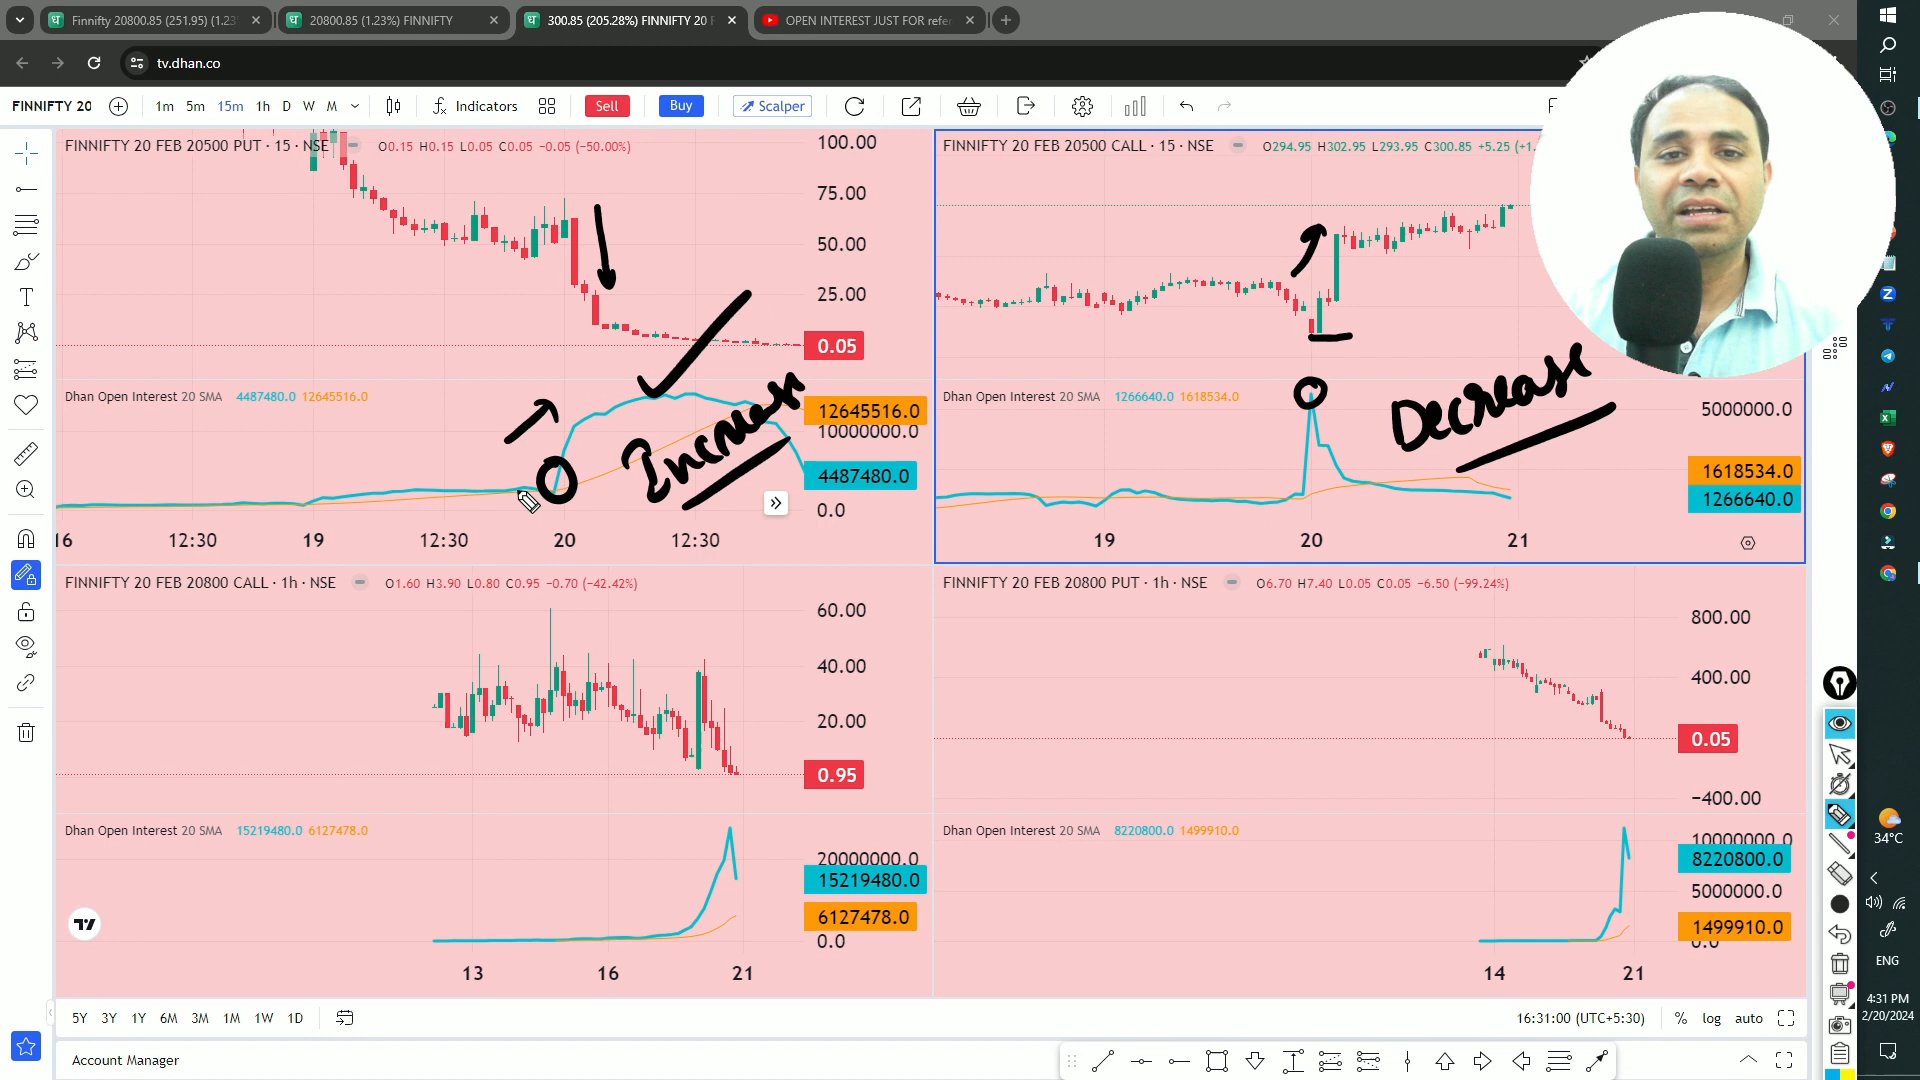 Finnifty 20800.85 (251.95) (1.23
20800.85 (1.23%) FINNIFTY
300.85 (205.28%) FINNIFTY 20 F
OPEN INTEREST JUST FOR refer
tv.dhan.co
FINNIFTY 20
1m 5m 15m 1h D W M
Indicators
Sell
Buy
Scalper
FINNIFTY 20 FEB 20500 PUT · 15 · NSE
O0.15 H0.15 L0.05 C0.05 −0.05 (−50.00%)
100.00
75.00
50.00
25.00
0.05
Dhan Open Interest 20 SMA 4487480.0 12645516.0
12645516.0
10000000.0
4487480.0
0.0
Increase
16 12:30 19 12:30 20 12:30
FINNIFTY 20 FEB 20500 CALL · 15 · NSE
O294.95 H302.95 L293.95 C300.85 +5.25 (+1.
Dhan Open Interest 20 SMA 1266640.0 1618534.0
Decrease
5000000.0
1618534.0
1266640.0
19 20 21
FINNIFTY 20 FEB 20800 CALL · 1h · NSE
O1.60 H3.90 L0.80 C0.95 −0.70 (−42.42%)
60.00
40.00
20.00
0.95
Dhan Open Interest 20 SMA 15219480.0 6127478.0
20000000.0
15219480.0
6127478.0
0.0
13 16 21
FINNIFTY 20 FEB 20800 PUT · 1h · NSE
O6.70 H7.40 L0.05 C0.05 −6.50 (−99.24%)
800.00
400.00
0.05
−400.00
Dhan Open Interest 20 SMA 8220800.0 1499910.0
10000000.0
8220800.0
5000000.0
1499910.0
0.0
14 21
5Y 3Y 1Y 6M 3M 1M 1W 1D
16:31:00 (UTC+5:30)
% log auto
Account Manager
34°C
ENG
4:31 PM
2/20/2024